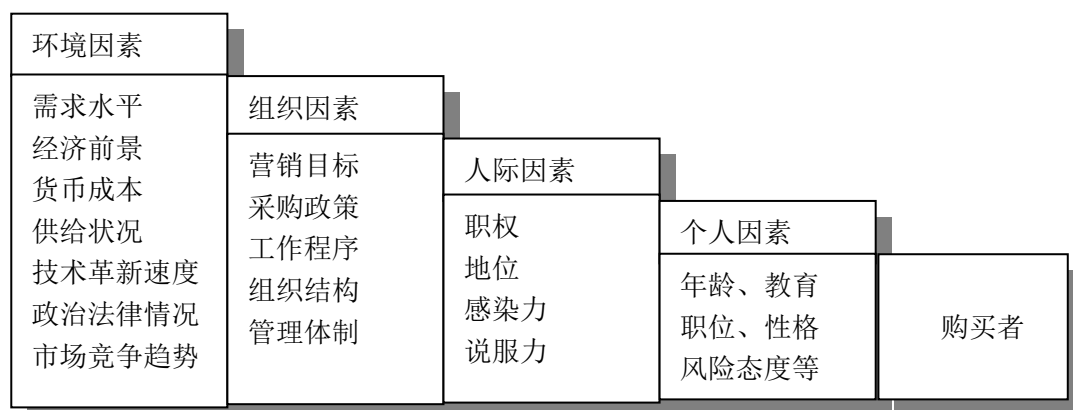 环境因素
需求水平
经济前景
货币成本
供给状况
技术革新速度
政治法律情况
市场竞争趋势
组织因素
营销目标
采购政策
工作程序
组织结构
管理体制
人际因素
职权
地位
感染力
说服力
个人因素
年龄、教育
职位、性格
风险态度等
购买者